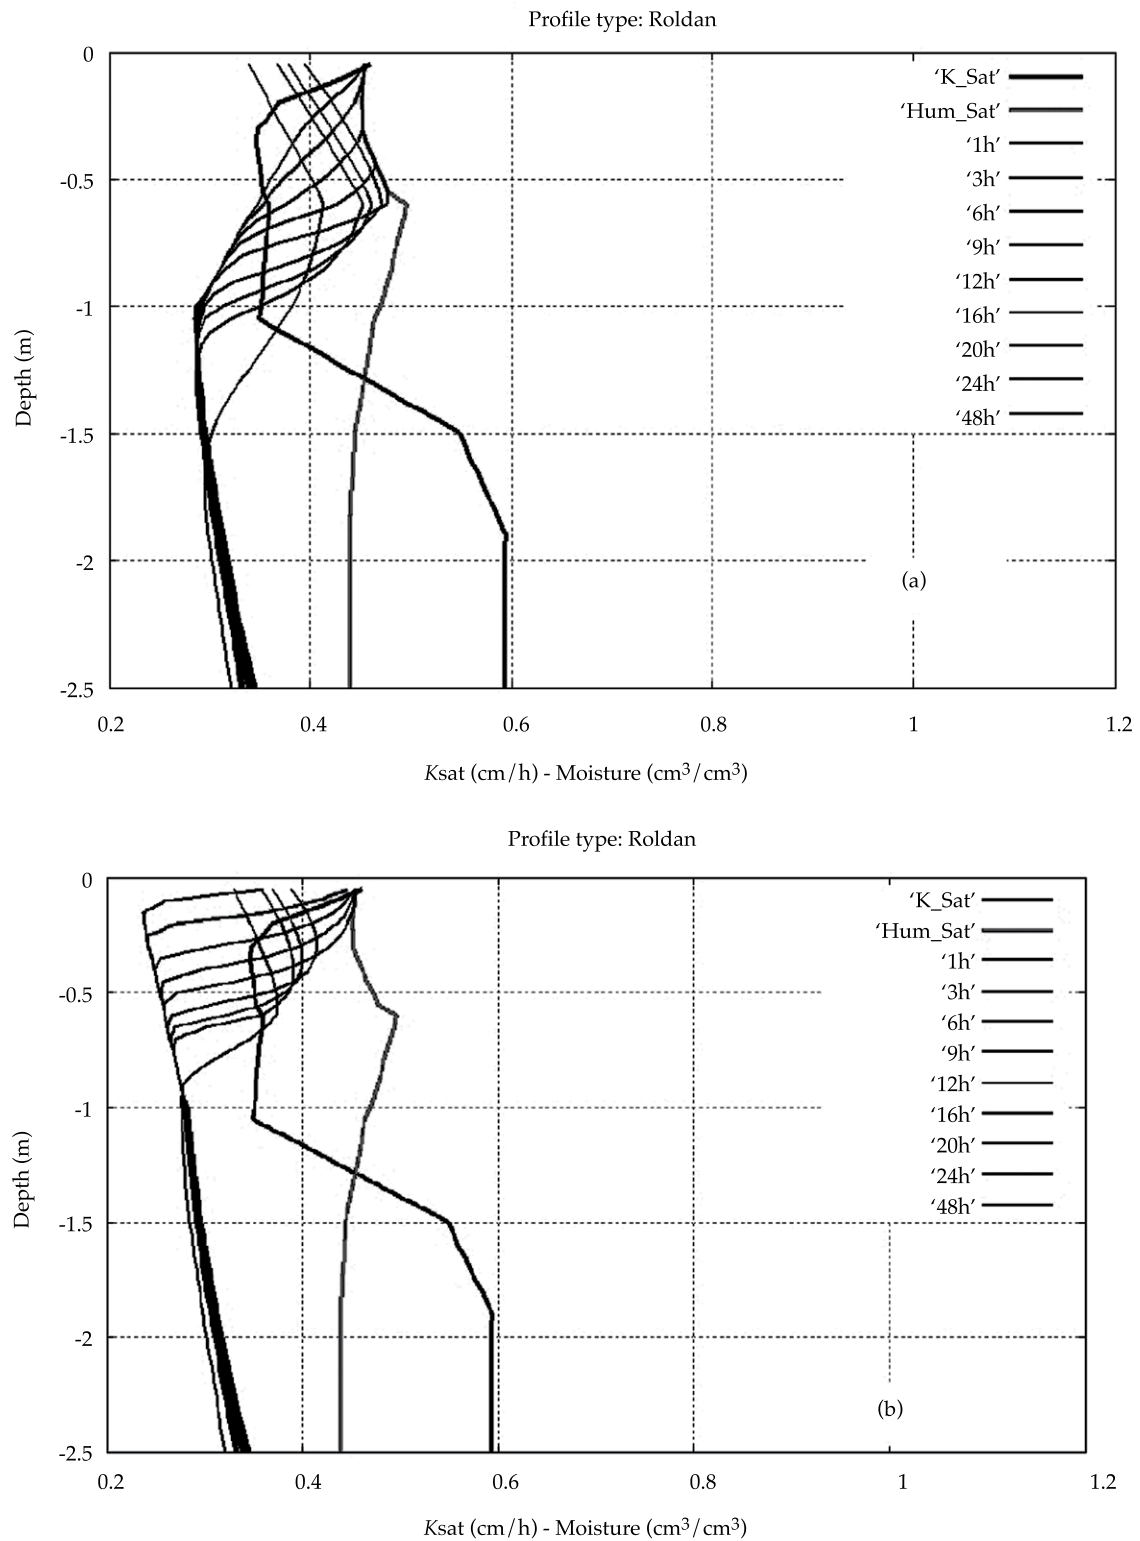 Profile type: Roldan
0
-0.5
-1
-1.5
-2
-2.5
Depth (m)
‘K_Sat’
‘Hum_Sat’
‘1h’
‘3h’
‘6h’
‘9h’
‘12h’
‘16h’
‘20h’
‘24h’
‘48h’
(a)
0.2 0.4 0.6 0.8 1 1.2
Ksat (cm/h) - Moisture (cm³/cm³)
Profile type: Roldan
0
-0.5
-1
-1.5
-2
-2.5
Depth (m)
‘K_Sat’
‘Hum_Sat’
‘1h’
‘3h’
‘6h’
‘9h’
‘12h’
‘16h’
‘20h’
‘24h’
‘48h’
(b)
0.2 0.4 0.6 1 1.2
Ksat (cm/h) - Moisture (cm³/cm³)